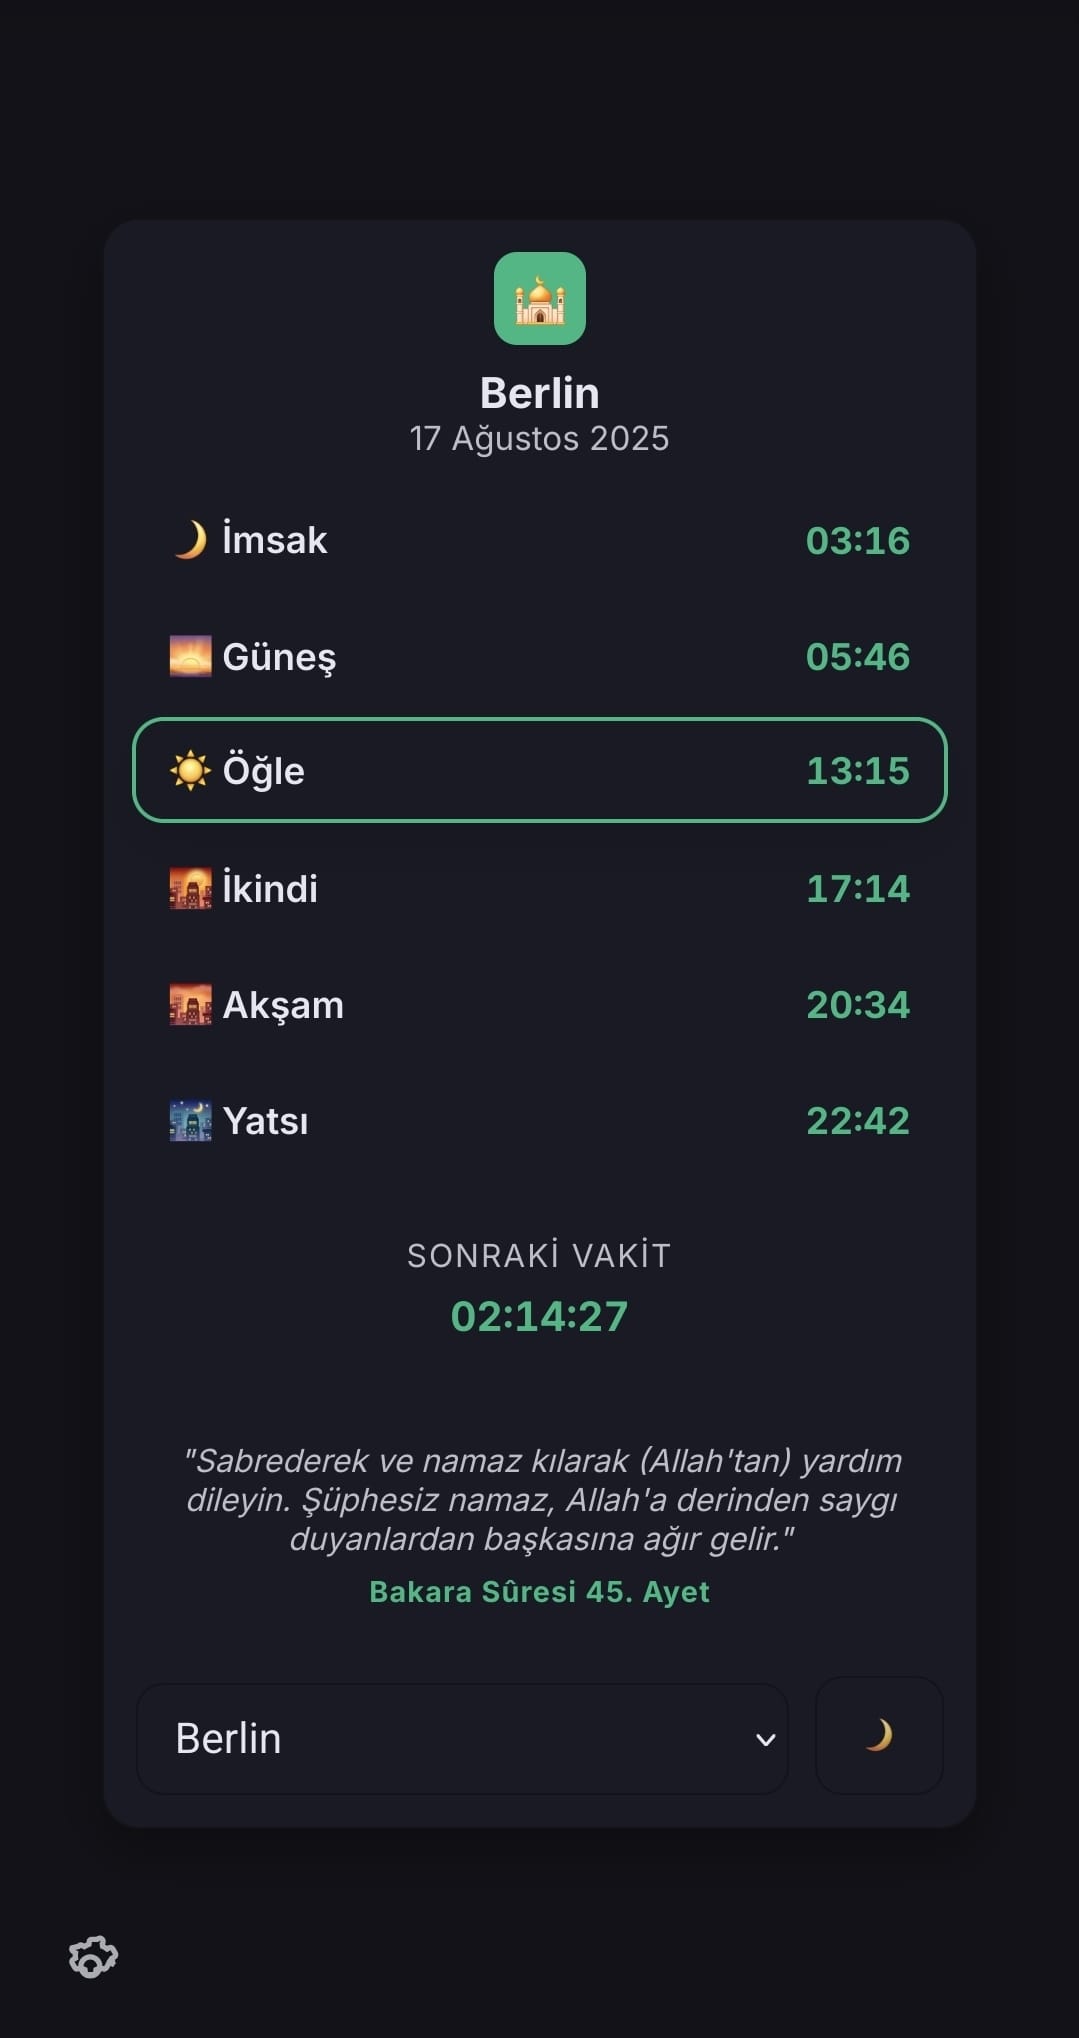 Berlin
17 Ağustos 2025
İmsak 03:16
Güneş 05:46
Öğle 13:15
İkindi 17:14
Akşam 20:34
Yatsı 22:42
SONRAKİ VAKİT
02:14:27
"Sabrederek ve namaz kılarak (Allah'tan) yardım
dileyin. Şüphesiz namaz, Allah'a derinden saygı
duyanlardan başkasına ağır gelir."
Bakara Sûresi 45. Ayet
Berlin